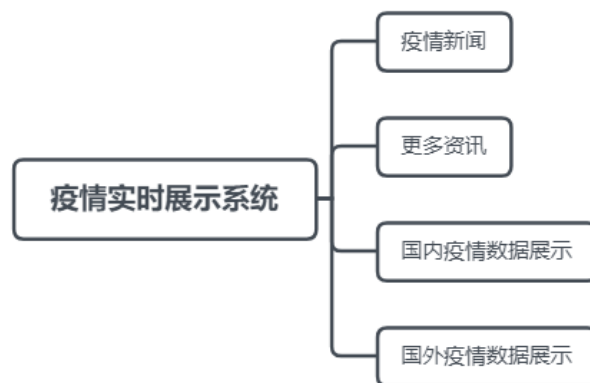 疫情新闻
更多资讯
疫情实时展示系统
国内疫情数据展示
国外疫情数据展示